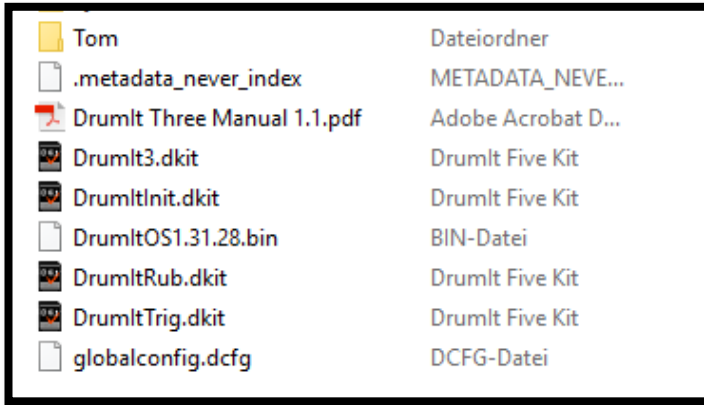 Tom Dateiordner
.metadata_never_index METADATA_NEVE...
DrumIt Three Manual 1.1.pdf Adobe Acrobat D...
DrumIt3.dkit DrumIt Five Kit
DrumItInit.dkit DrumIt Five Kit
DrumItOS1.31.28.bin BIN-Datei
DrumItRub.dkit DrumIt Five Kit
DrumItTrig.dkit DrumIt Five Kit
globalconfig.dcfg DCFG-Datei